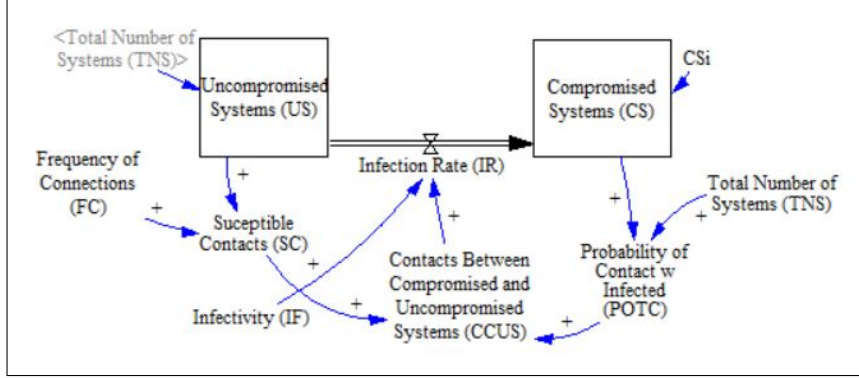 <Total Number of
Systems (TNS)>
Uncompromised
Systems (US)
Compromised
Systems (CS)
CSi
Frequency of
Connections
(FC)
+
+
Infection Rate (IR)
+
Total Number of
Systems (TNS)
+
Suceptible
Contacts (SC)
+
+
Contacts Between
Compromised and
Uncompromised
Systems (CCUS)
Probability of
Contact w
Infected
(POTC)
Infectivity (IF)
+
+